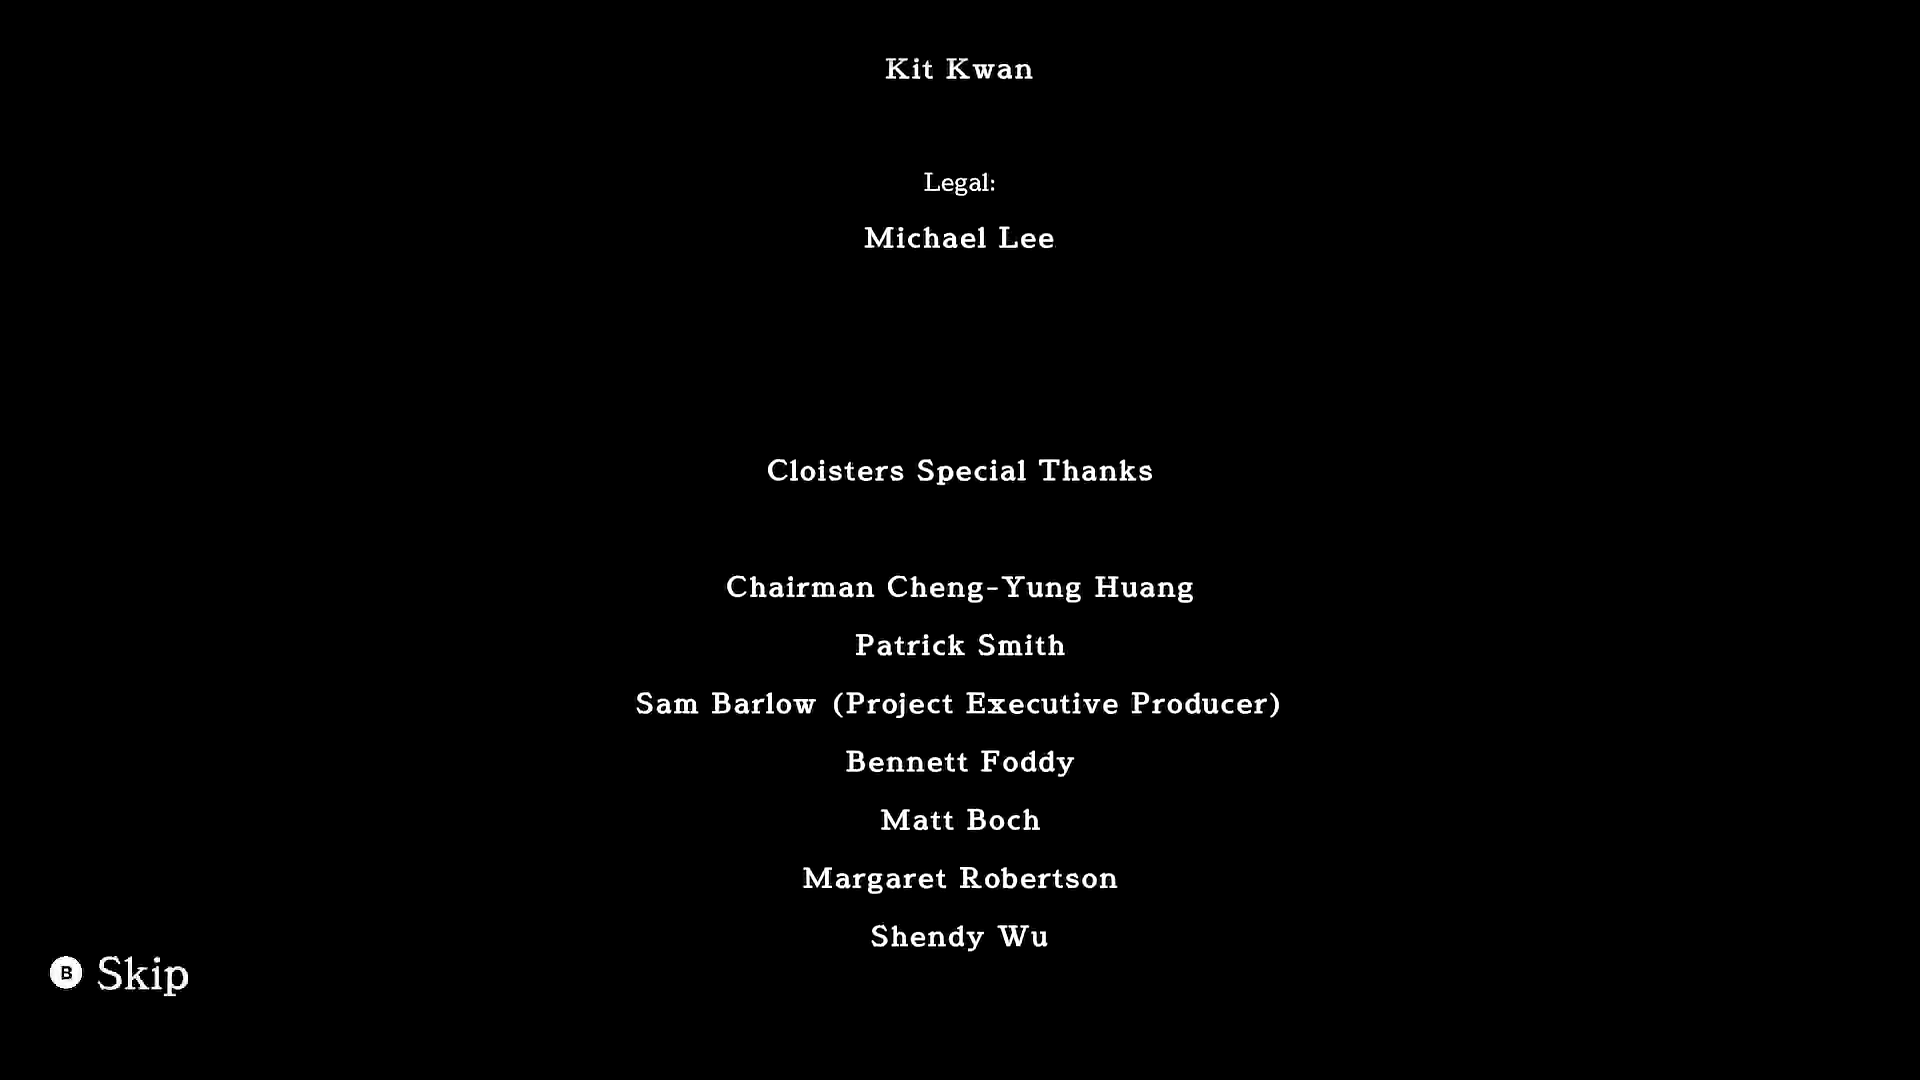 Kit Kwan
Legal:
Michael Lee
Cloisters Special Thanks
Chairman Cheng-Yung Huang
Patrick Smith
Sam Barlow (Project Executive Producer)
Bennett Foddy
Matt Boch
Margaret Robertson
Shendy Wu
B Skip